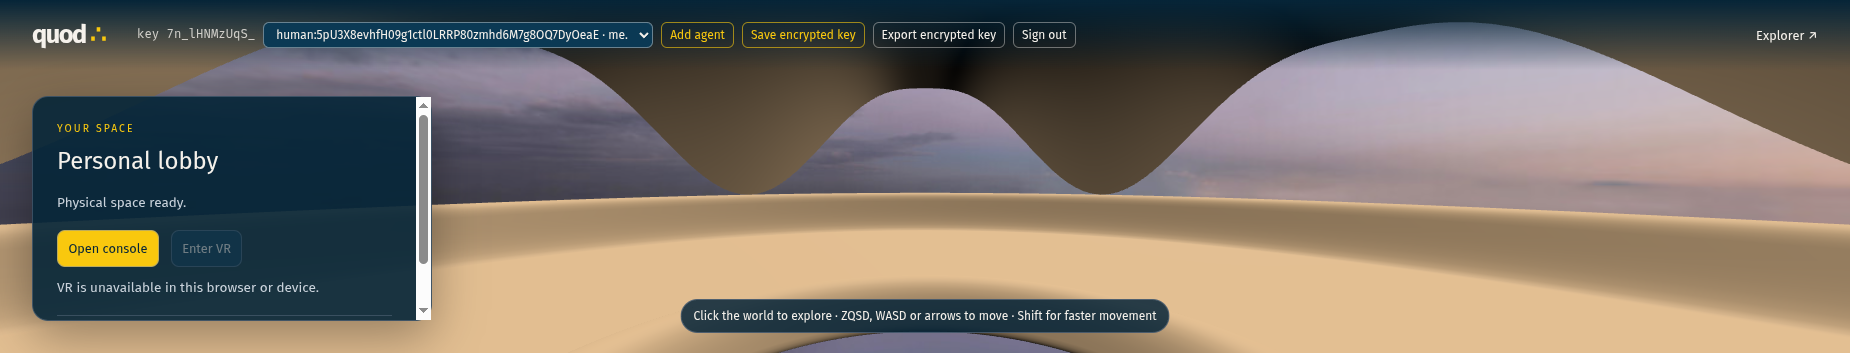 quod
key 7n_lHNMzUqS_
human:5pU3X8evhfH09g1ctl0LRRP80zmhd6M7g8OQ7DyOeaE · me.
Add agent
Save encrypted key
Export encrypted key
Sign out
Explorer ↗
YOUR SPACE
Personal lobby
Physical space ready.
Open console
Enter VR
VR is unavailable in this browser or device.
Click the world to explore · ZQSD, WASD or arrows to move · Shift for faster movement